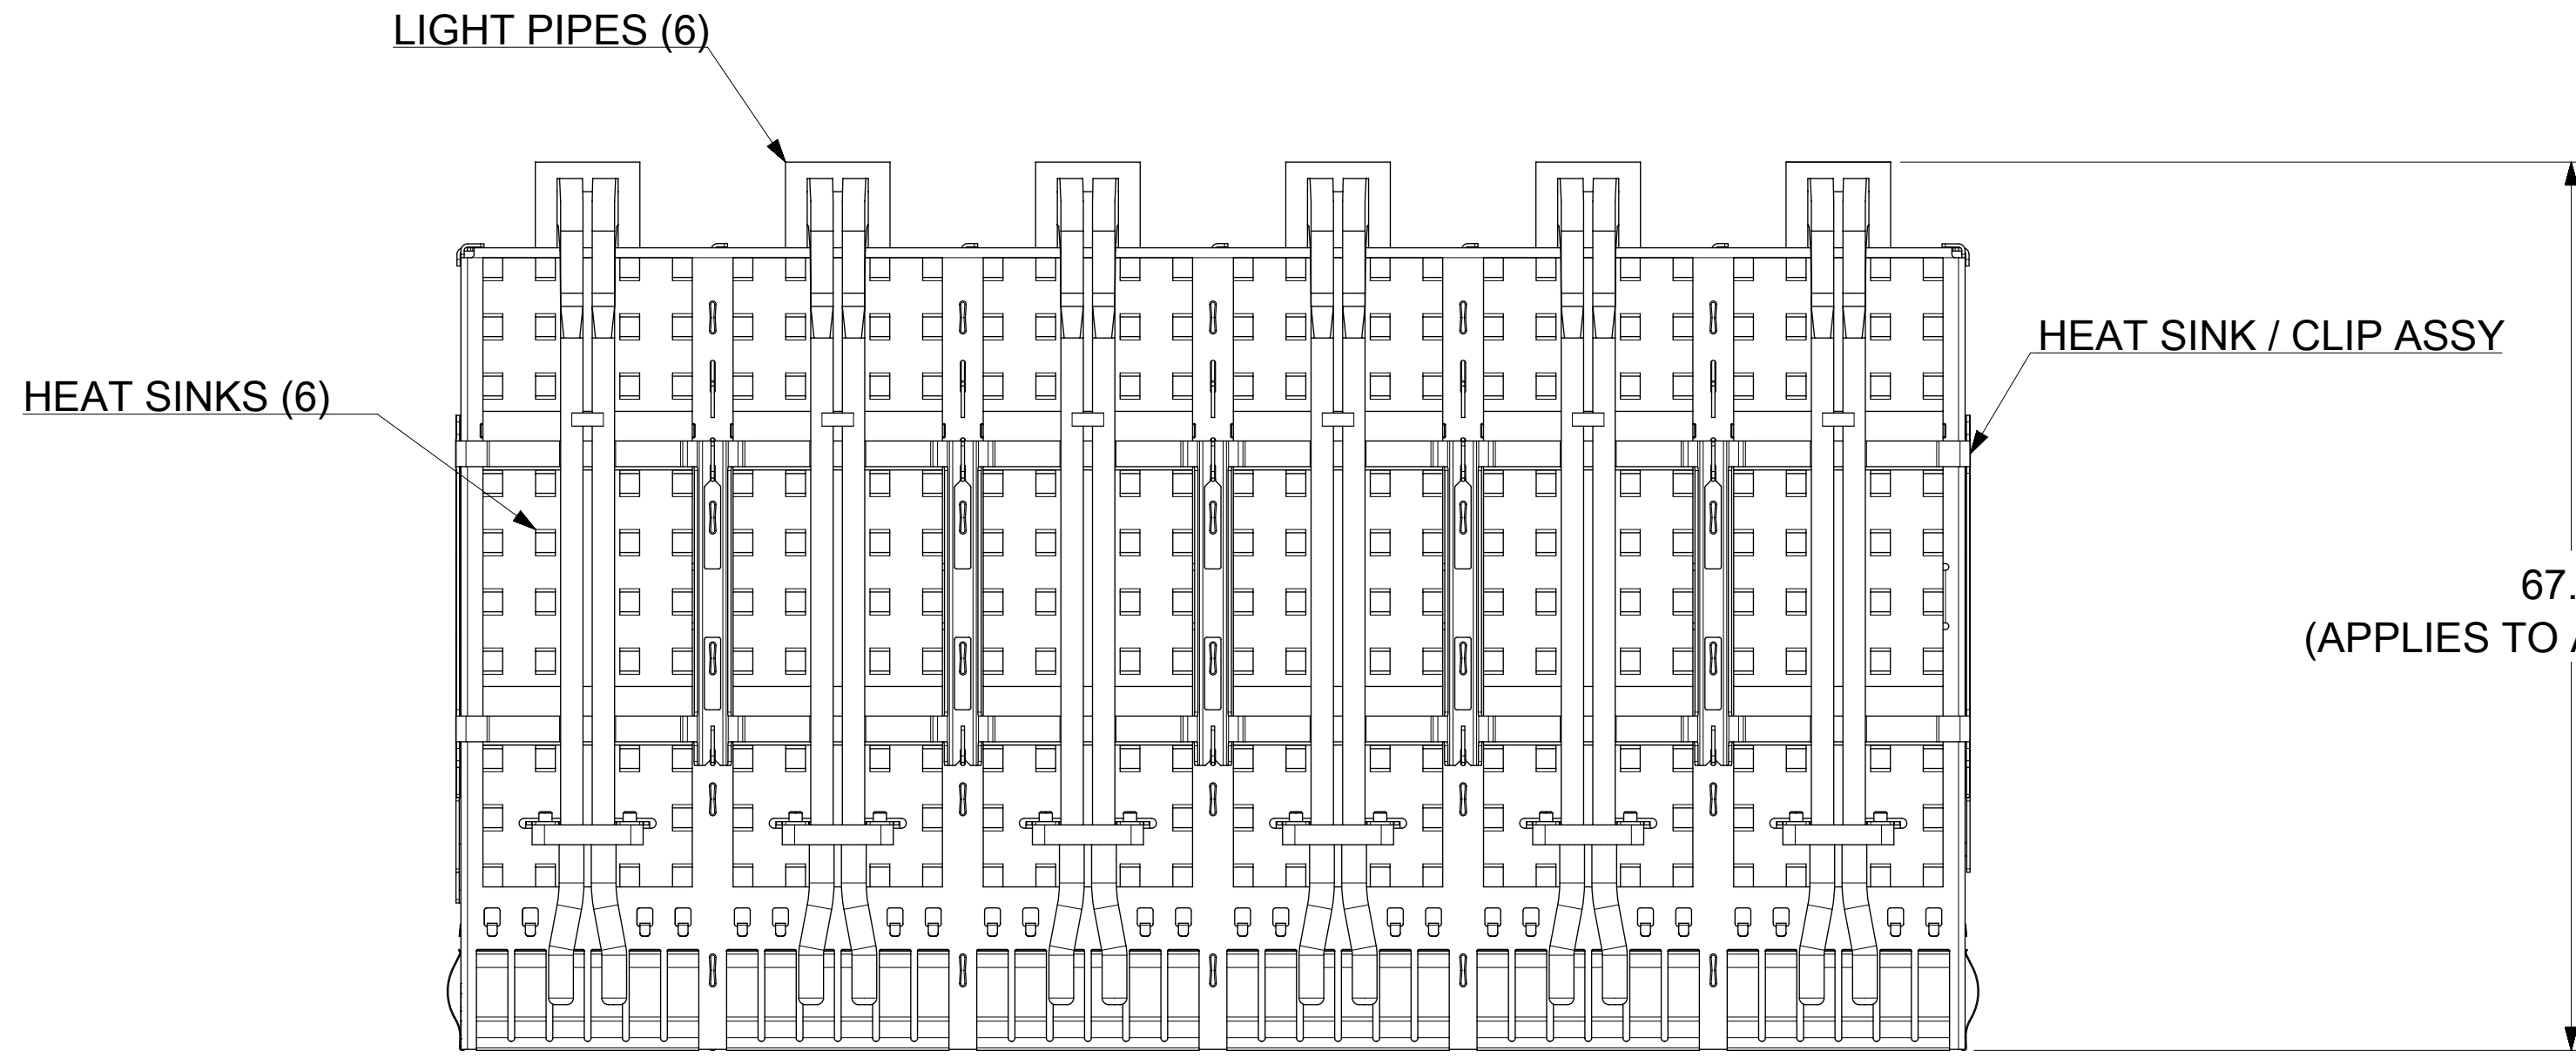 LIGHT PIPES (6)
HEAT SINK / CLIP ASSY
HEAT SINKS (6)
67.
(APPLIES TO